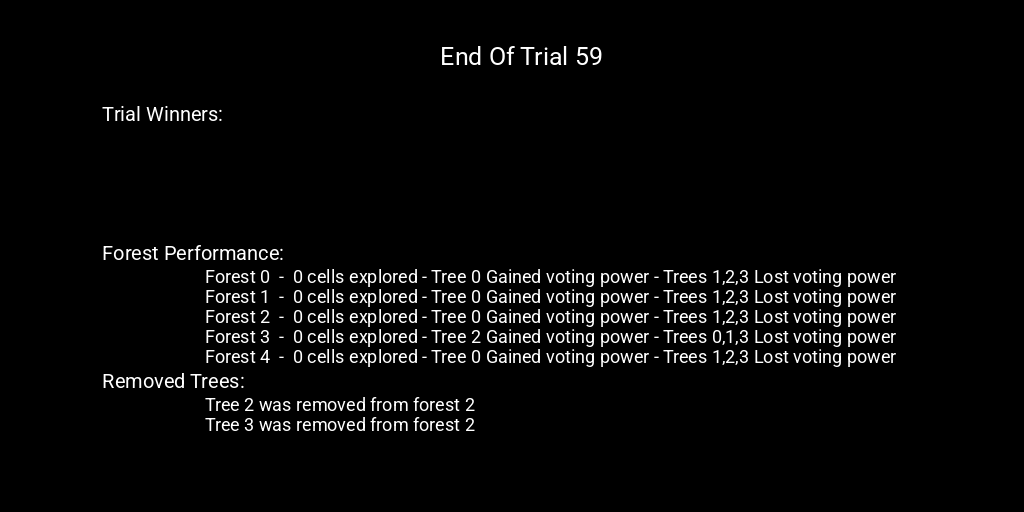 End Of Trial 59
Trial Winners:
Forest Performance:
Forest 0  -  0 cells explored - Tree 0 Gained voting power - Trees 1,2,3 Lost voting power
Forest 1  -  0 cells explored - Tree 0 Gained voting power - Trees 1,2,3 Lost voting power
Forest 2  -  0 cells explored - Tree 0 Gained voting power - Trees 1,2,3 Lost voting power
Forest 3  -  0 cells explored - Tree 2 Gained voting power - Trees 0,1,3 Lost voting power
Forest 4  -  0 cells explored - Tree 0 Gained voting power - Trees 1,2,3 Lost voting power
Removed Trees:
Tree 2 was removed from forest 2
Tree 3 was removed from forest 2